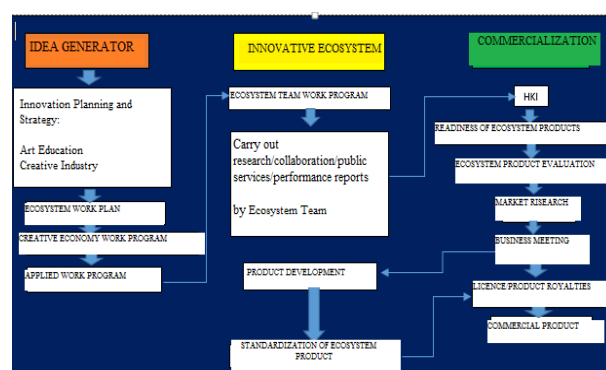 IDEA GENERATOR
Innovation Planning and
Strategy:
Art Education
Creative Industry
ECOSYSTEM WORK PLAN
CREATIVE ECONOMY WORK PROGRAM
APPLIED WORK PROGRAM
INNOVATIVE ECOSYSTEM
ECOSYSTEM TEAM WORK PROGRAM
Carry out
research/collaboration/public
services/performance reports
by Ecosystem Team
PRODUCT DEVELOPMENT
STANDARDIZATION OF ECOSYSTEM
PRODUCT
COMMERCIALIZATION
HKI
READINESS OF ECOSYSTEM PRODUCTS
ECOSYSTEM PRODUCT EVALUATION
MARKET RISEARCH
BUSINESS MEETING
LICENCE/PRODUCT ROYALTIES
COMMERCIAL PRODUCT